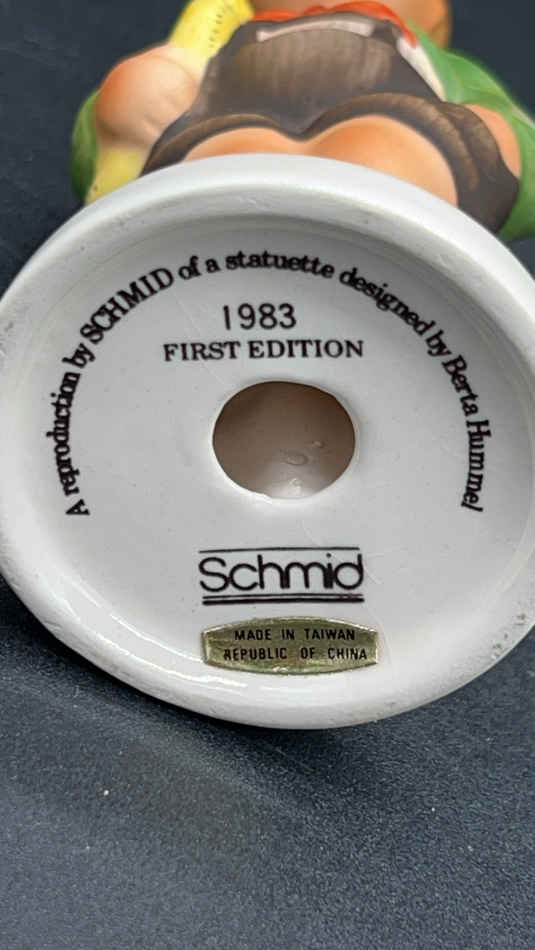 A reproduction by SCHMID of a statuette designed by Berta Hummel
1983
FIRST EDITION
Schmid
MADE IN TAIWAN
REPUBLIC OF CHINA